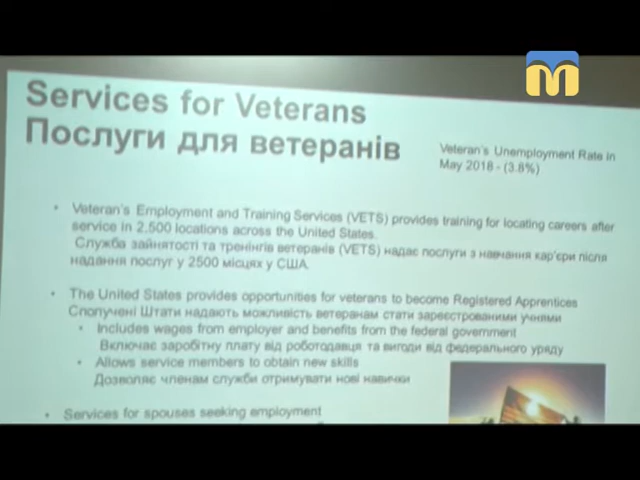 Services for Veterans
Послуги для ветеранів
Veteran's Unemployment Rate in
May 2018 - (3.8%)
• Veteran's Employment and Training Services (VETS) provides training for locating careers after
service in 2,500 locations across the United States.
Служба зайнятості та тренінгів ветеранів (VETS) надає послуги з навчання кар'єри після
надання послуг у 2500 місцях у США.
• The United States provides opportunities for veterans to become Registered Apprentices
Сполучені Штати надають можливість ветеранам стати зареєстрованими учнями
• Includes wages from employer and benefits from the federal government
Включає заробітну плату від роботодавця та вигоди від федерального уряду
• Allows service members to obtain new skills
Дозволяє членам служби отримувати нові навички
• Services for spouses seeking employment